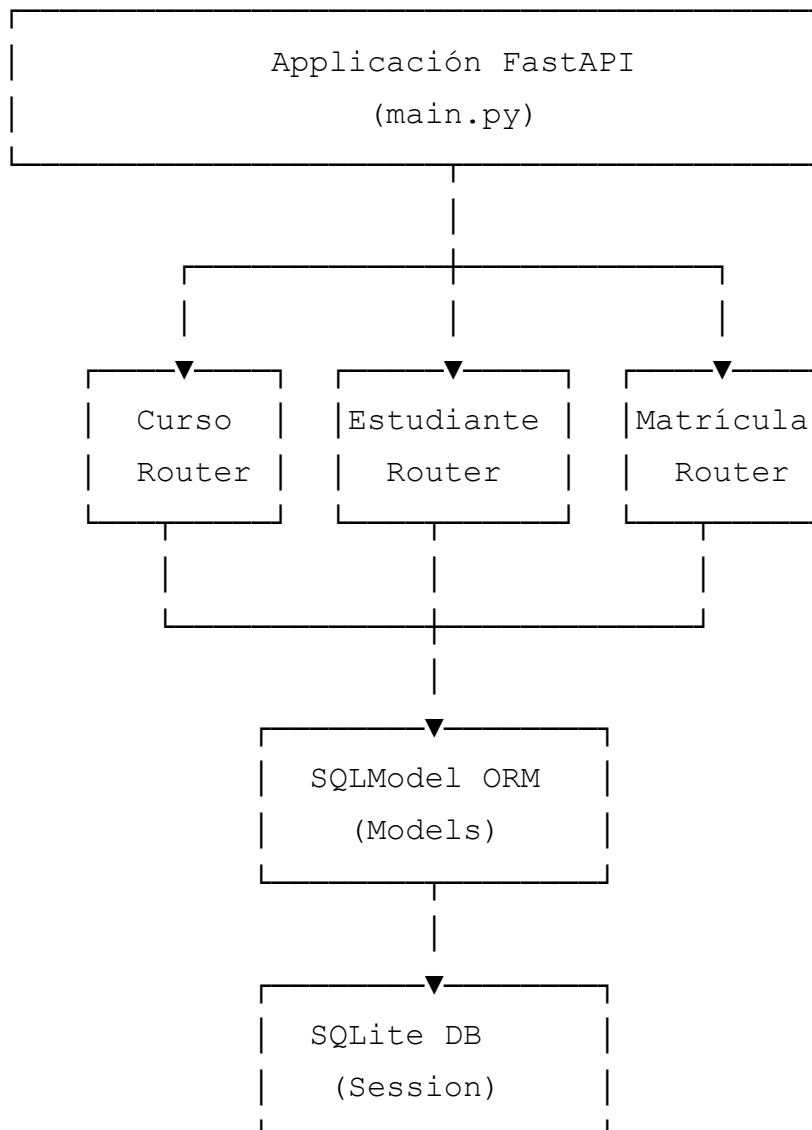 Applicación FastAPI
(main.py)
Curso
Router
Estudiante
Router
Matrícula
Router
SQLModel ORM
(Models)
SQLite DB
(Session)